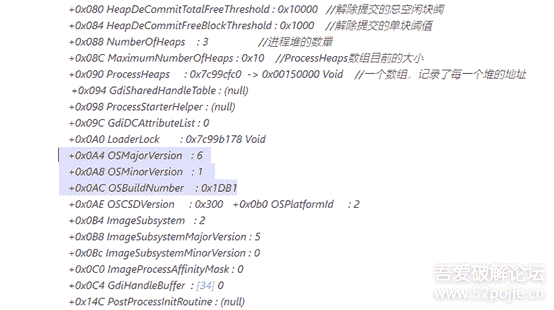 +0x080 HeapDeCommitTotalFreeThreshold : 0x10000 //解除提交的总空闲块阈
+0x084 HeapDeCommitFreeBlockThreshold : 0x1000 //解除提交的单块阈值
+0x088 NumberOfHeaps : 3 //进程堆的数量
+0x08C MaximumNumberOfHeaps : 0x10 //ProcessHeaps数组目前的大小
+0x090 ProcessHeaps : 0x7c99cfc0 -> 0x00150000 Void //一个数组，记录了每一个堆的地址
+0x094 GdiSharedHandleTable : (null)
+0x098 ProcessStarterHelper : (null)
+0x09C GdiDCAttributeList : 0
+0x0A0 LoaderLock : 0x7c99b178 Void
+0x0A4 OSMajorVersion : 6
+0x0A8 OSMinorVersion : 1
+0x0AC OSBuildNumber : 0x1DB1
+0x0AE OSCSDVersion : 0x300 +0x0b0 OSPlatformId : 2
+0x0B4 ImageSubsystem : 2
+0x0B8 ImageSubsystemMajorVersion : 5
+0x0Bc ImageSubsystemMinorVersion : 0
+0x0C0 ImageProcessAffinityMask : 0
+0x0C4 GdiHandleBuffer : [34] 0
+0x14C PostProcessInitRoutine : (null)
吾爱破解论坛
www.52pojie.cn